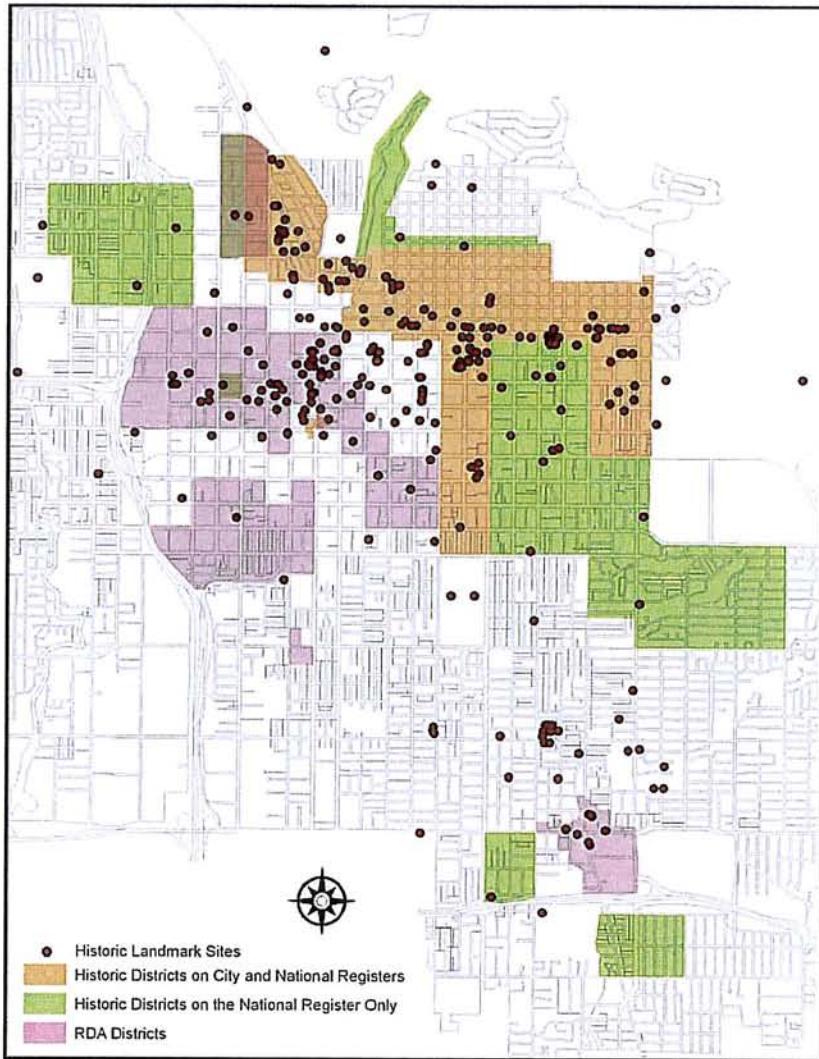 Historic Landmark Sites
Historic Districts on City and National Registers
Historic Districts on the National Register Only
RDA Districts